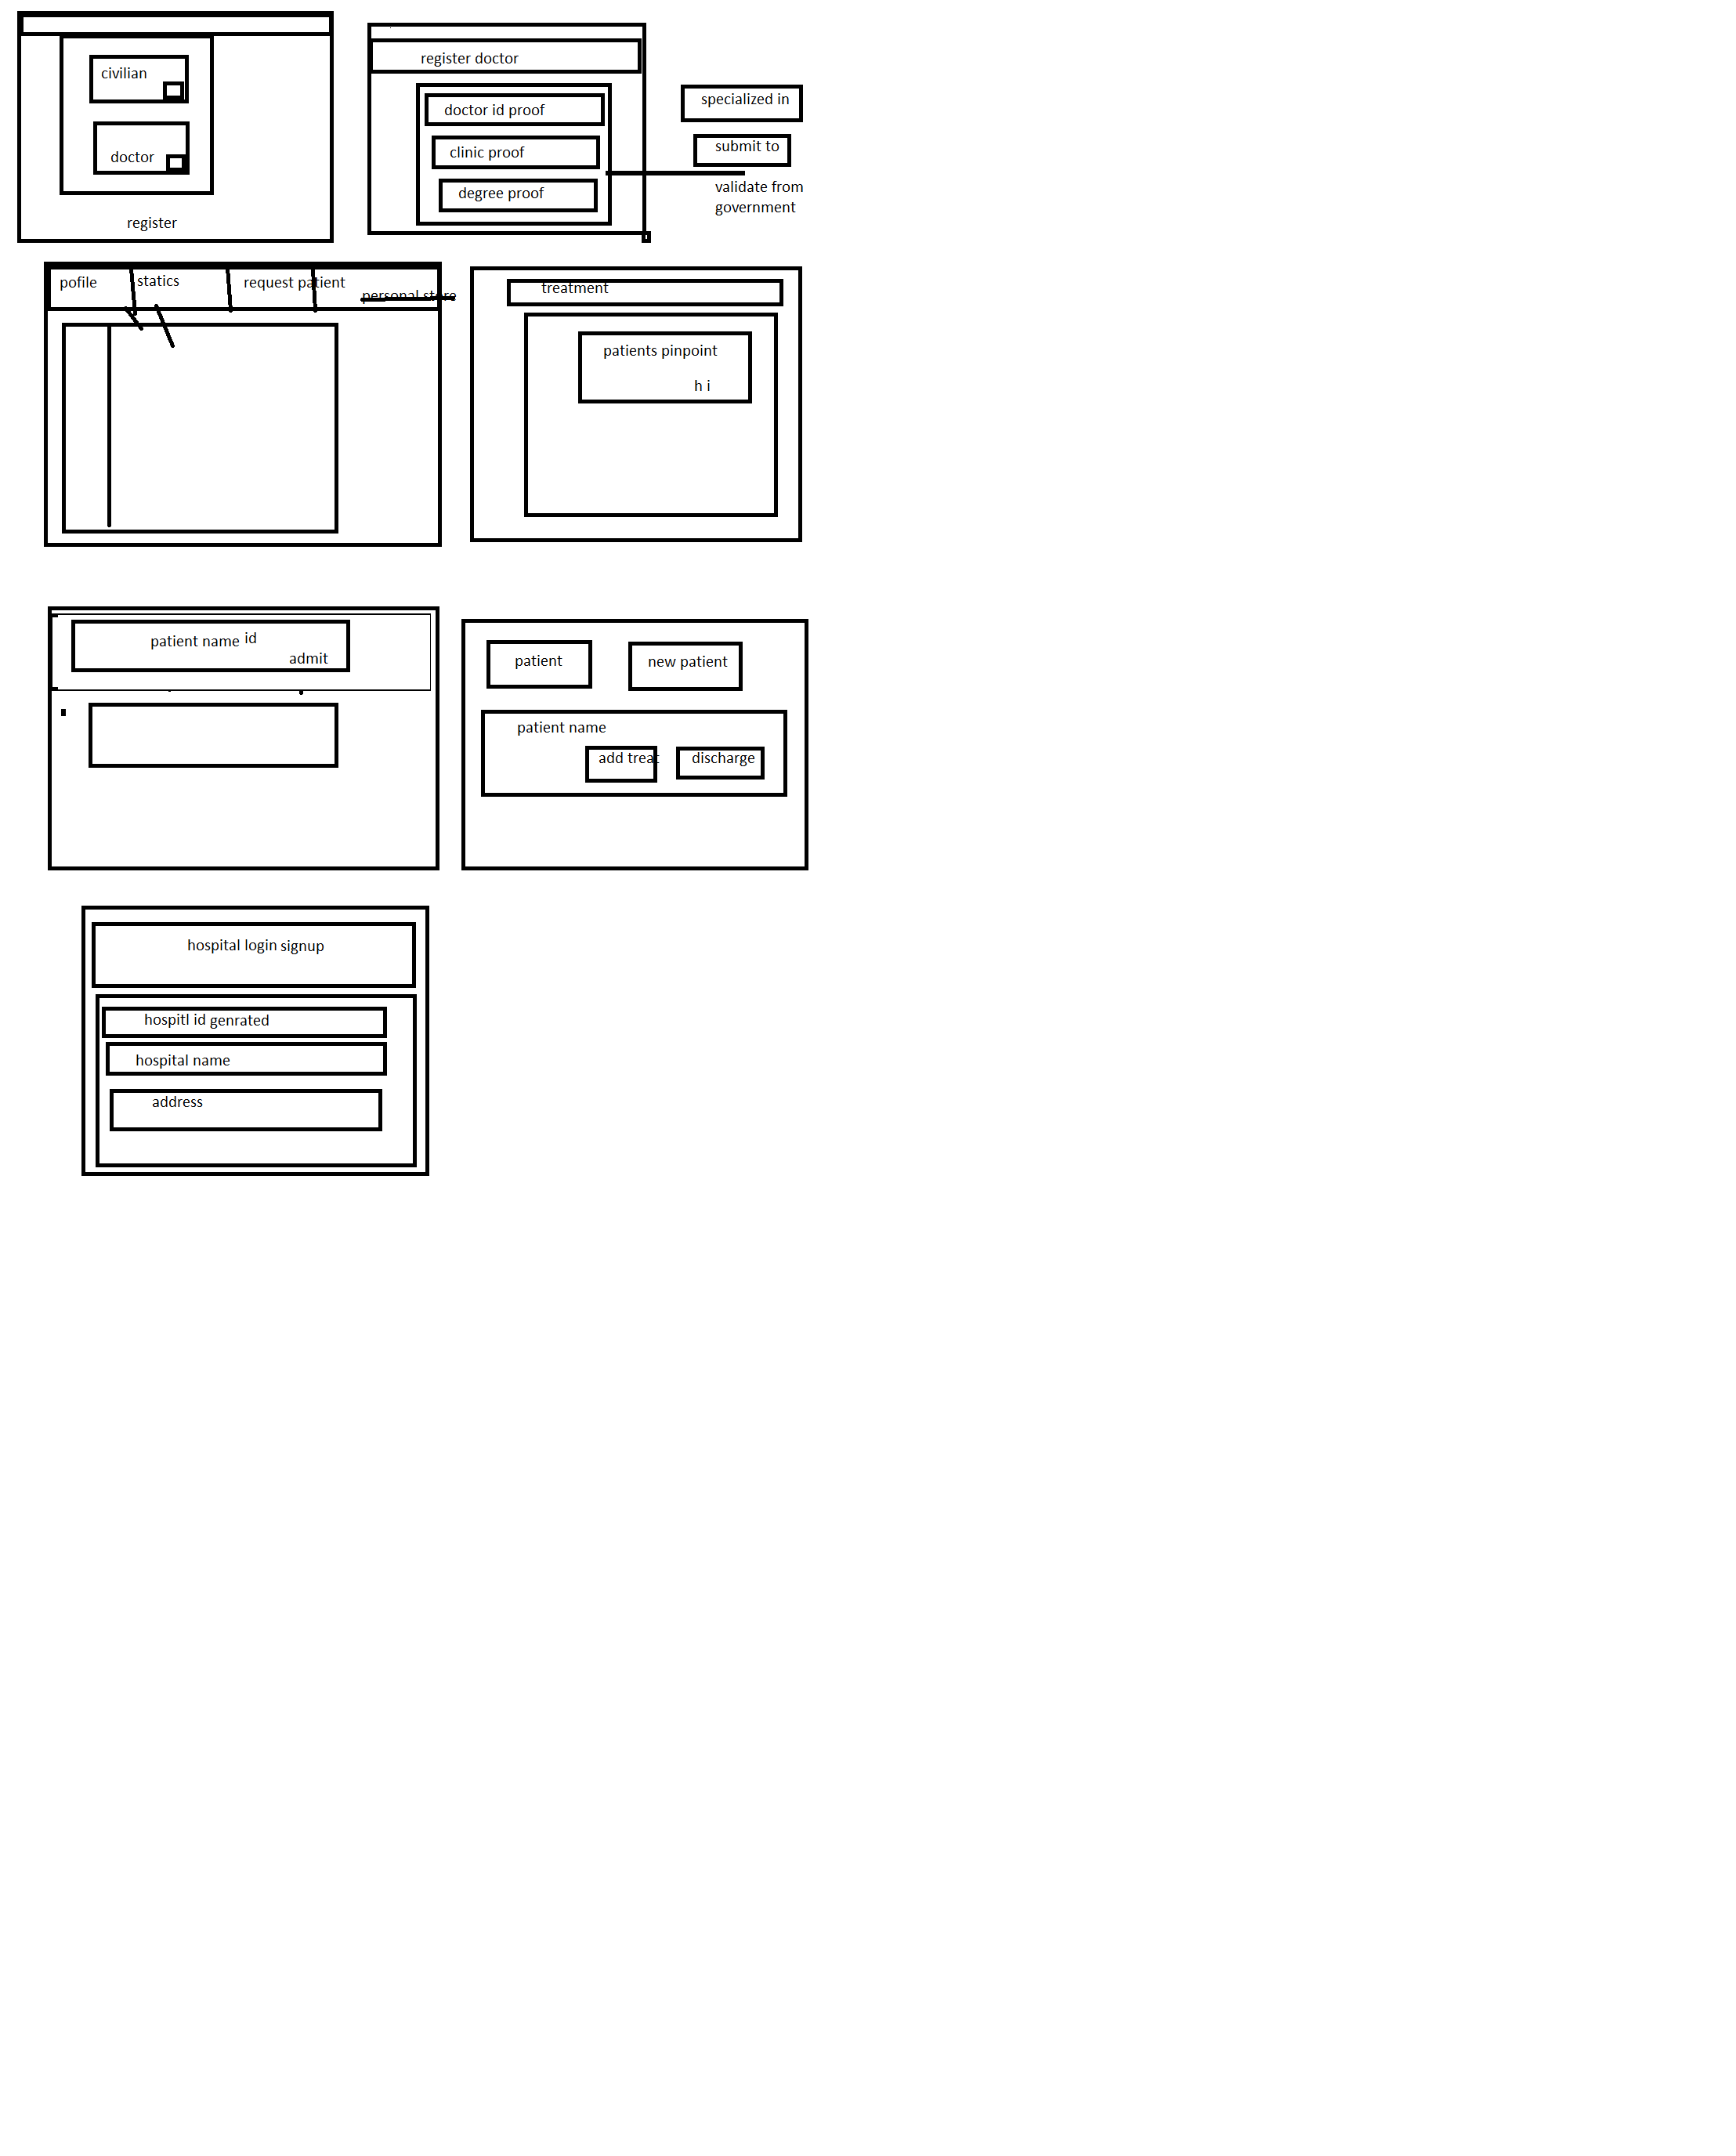 civilian
doctor
register
register doctor
doctor id proof
clinic proof
degree proof
specialized in
submit to
validate from
government
pofile
statics
request patient
personal store
treatment
patients pinpoint
h i
patient name id
admit
patient
new patient
patient name
add treat
discharge
hospital login signup
hospitl id genrated
hospital name
address